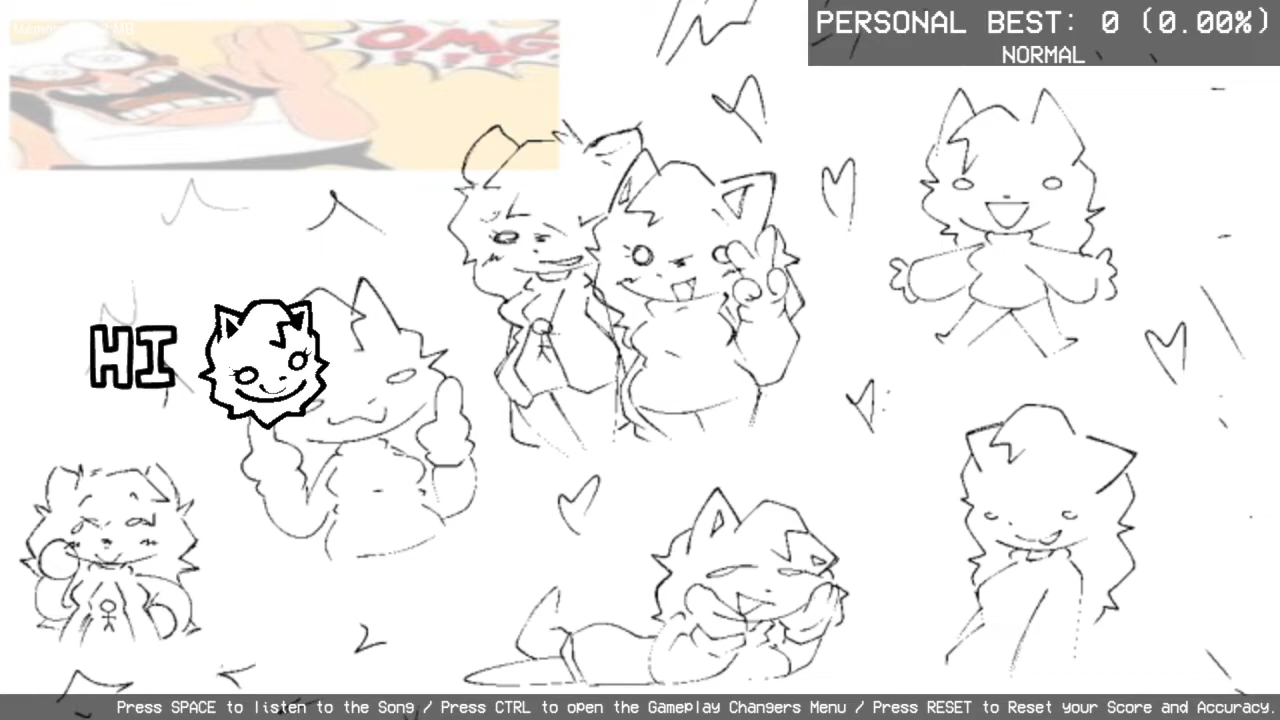 PERSONAL BEST: 0 (0.00%)
NORMAL
OMG
HI
Press SPACE to listen to the Song / Press CTRL to open the Gameplay Changers Menu / Press RESET to Reset your Score and Accuracy.